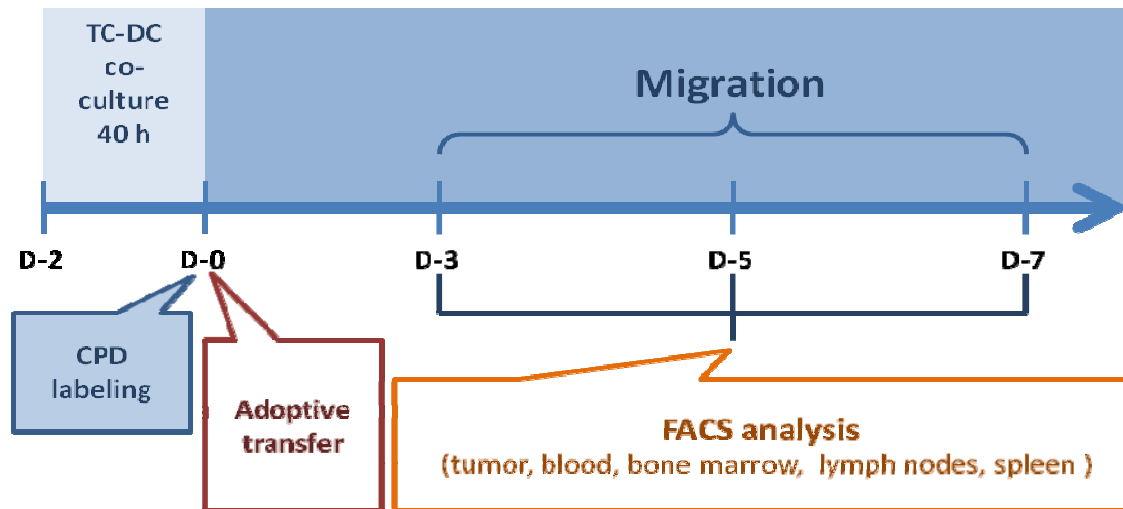 TC-DC
co-
culture
40 h
Migration
D-2
D-0
D-3
D-5
D-7
CPD
labeling
Adoptive
transfer
FACS analysis
(tumor, blood, bone marrow, lymph nodes, spleen )